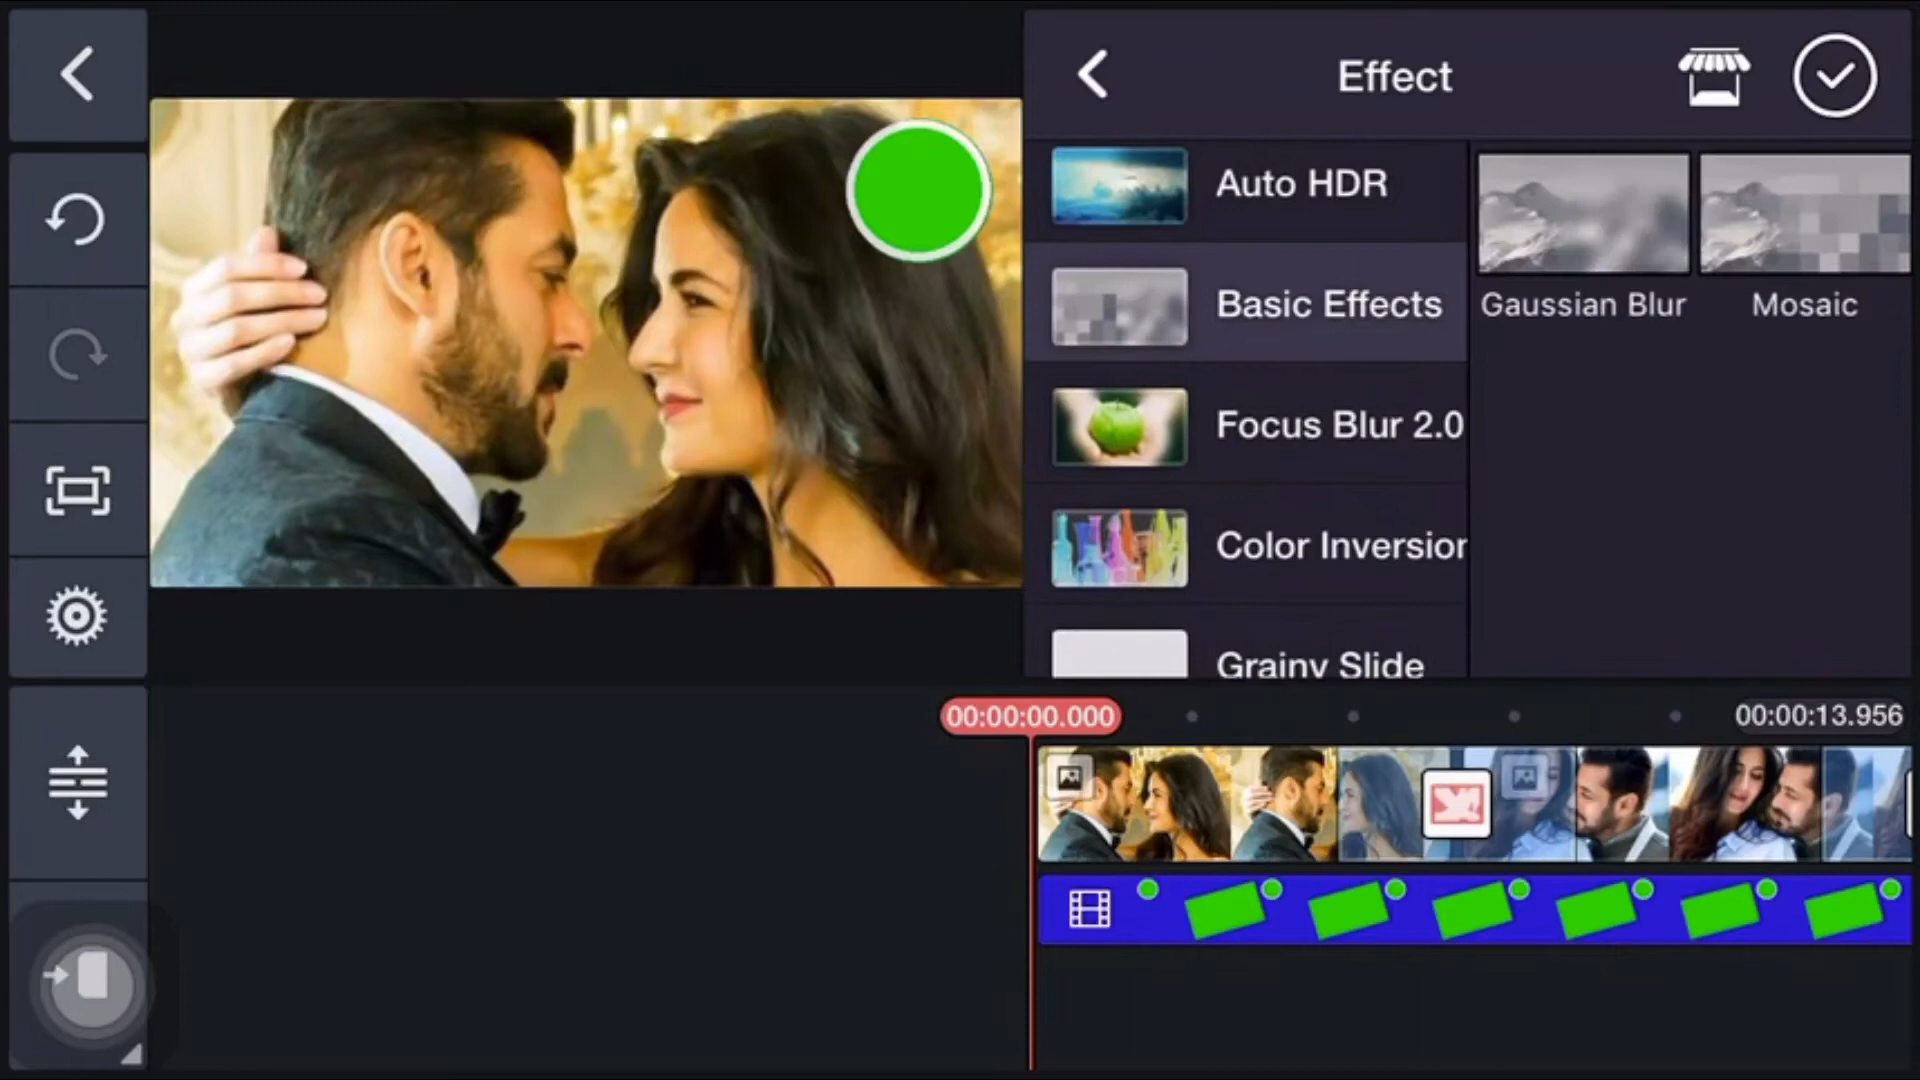 Effect
Auto HDR
Basic Effects
Focus Blur 2.0
Color Inversion
Grainy Slide
Gaussian Blur
Mosaic
00:00:00.000
00:00:13.956